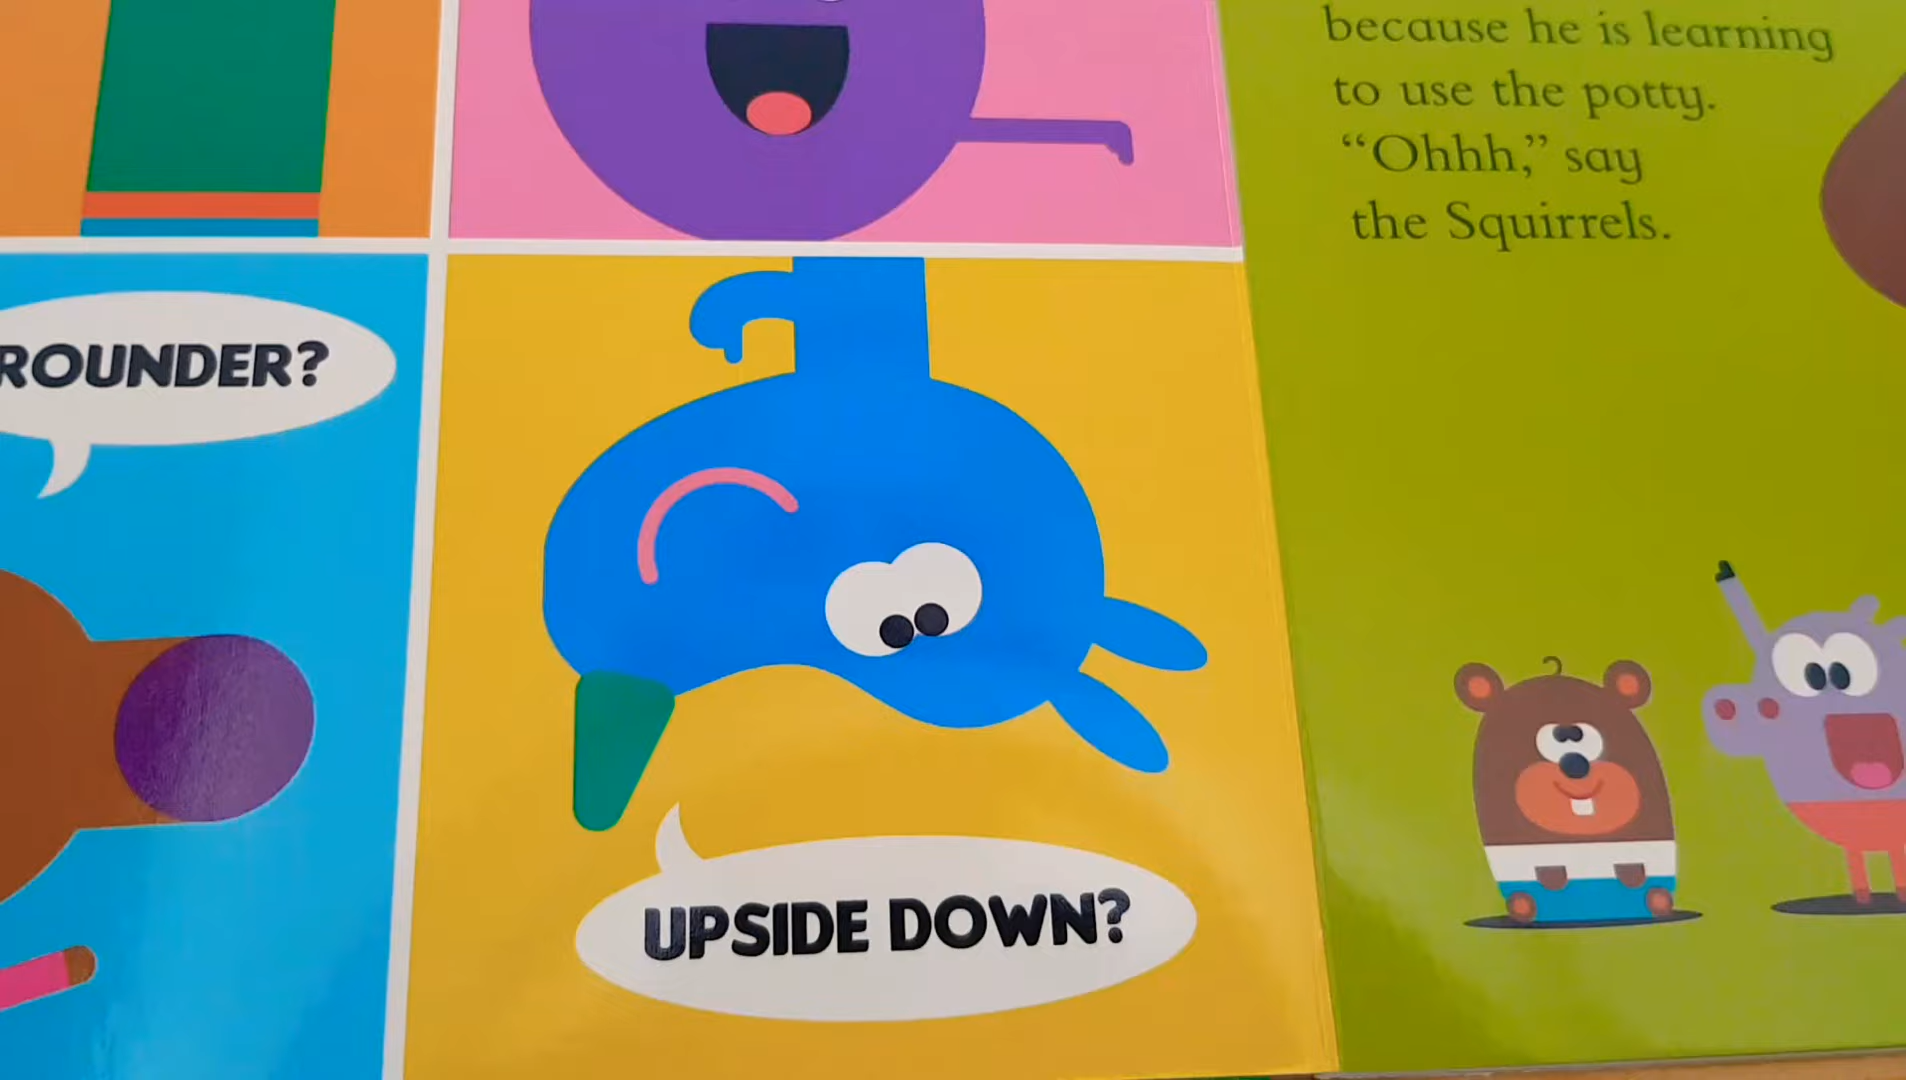 ROUNDER?
UPSIDE DOWN?
because he is learning
to use the potty.
“Ohhh,” say
the Squirrels.